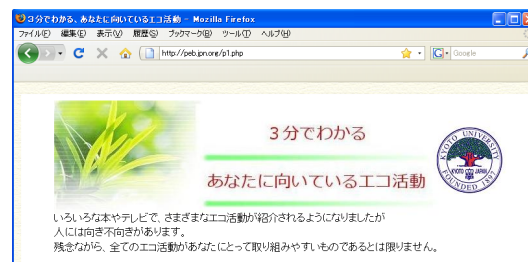 ３分でわかる、あなたに向いているエコ活動 - Mozilla Firefox
ファイル(F) 編集(E) 表示(V) 履歴(S) ブックマーク(B) ツール(T) ヘルプ(H)
http://peb.jpn.org/p1.php
Google
３分でわかる
あなたに向いているエコ活動
KYOTO UNIVERSITY
FOUNDED 1897
いろいろな本やテレビで、さまざまなエコ活動が紹介されるようになりましたが
人には向き不向きがあります。
残念ながら、全てのエコ活動があなたにとって取り組みやすいものであるとは限りません。